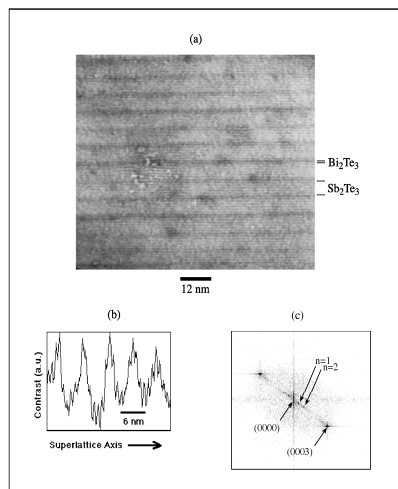 (a)
Bi2Te3
Sb2Te3
12 nm
(b)
Contrast (a.u.)
6 nm
Superlattice Axis
(c)
n=1
n=2
(0000)
(0003)